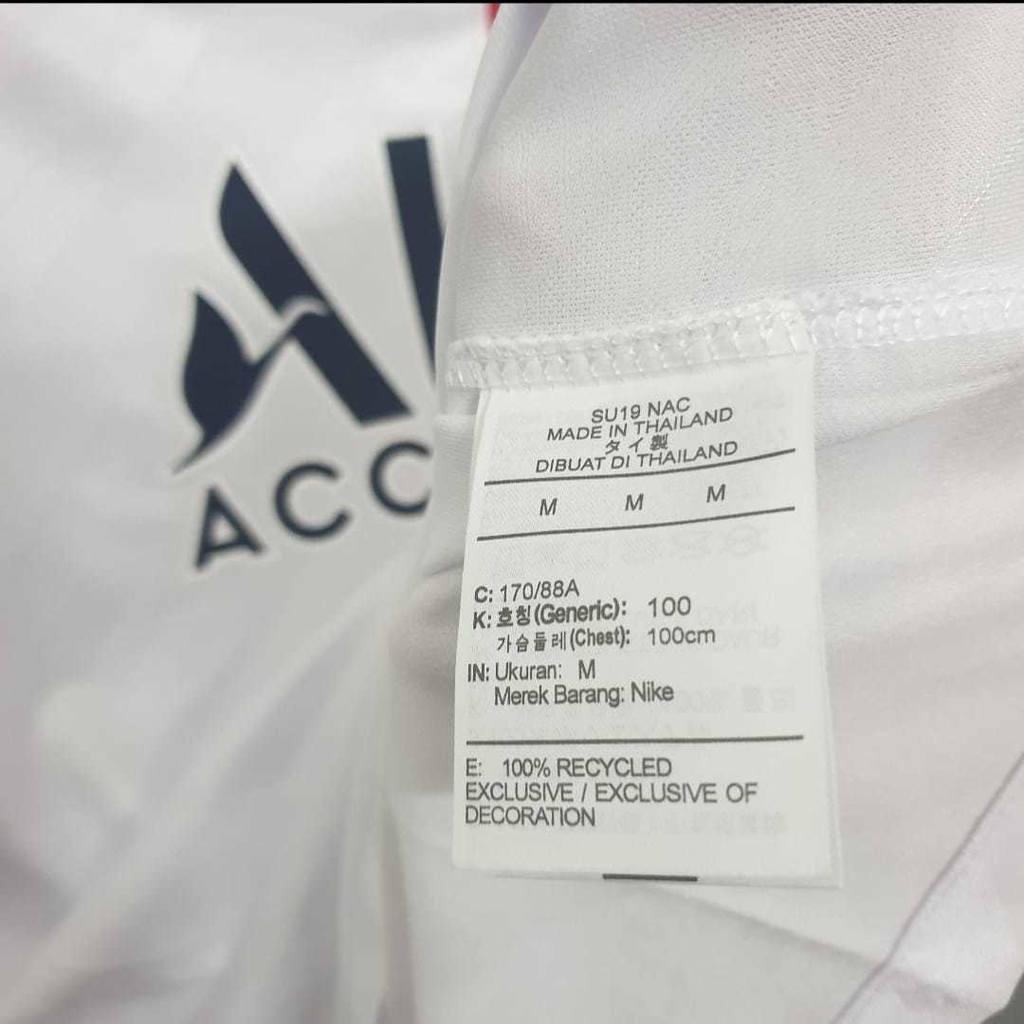 ACC
SU19 NAC
MADE IN THAILAND
タイ製
DIBUAT DI THAILAND
M M M
C: 170/88A
K: 호칭(Generic): 100
가슴둘레(Chest): 100cm
IN: Ukuran: M
Merek Barang: Nike
E: 100% RECYCLED
EXCLUSIVE / EXCLUSIVE OF
DECORATION